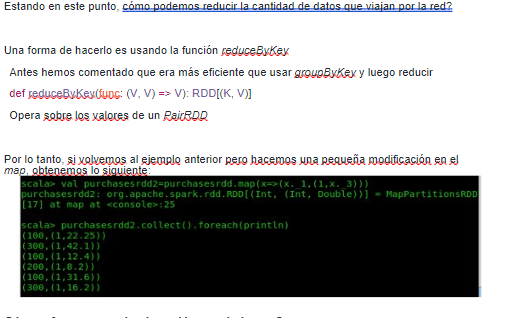 Estando en este punto, cómo podemos reducir la cantidad de datos que viajan por la red?
Una forma de hacerlo es usando la función reduceByKey
Antes hemos comentado que era más eficiente que usar groupByKey y luego reducir
def reduceByKey(func: (V, V) => V): RDD[(K, V)]
Opera sobre los valores de un PairRDD
Por lo tanto, si volvemos al ejemplo anterior pero hacemos una pequeña modificación en el
map, obtenemos lo siguiente:
scala> val purchasesrdd2=purchasesrdd.map(x=>(x._1,(1,x._3)))
purchasesrdd2: org.apache.spark.rdd.RDD[(Int, (Int, Double))] = MapPartitionsRDD
[17] at map at <console>:25
scala> purchasesrdd2.collect().foreach(println)
(100,(1,22.25))
(300,(1,42.1))
(100,(1,12.4))
(200,(1,8.2))
(100,(1,31.6))
(300,(1,16.2))